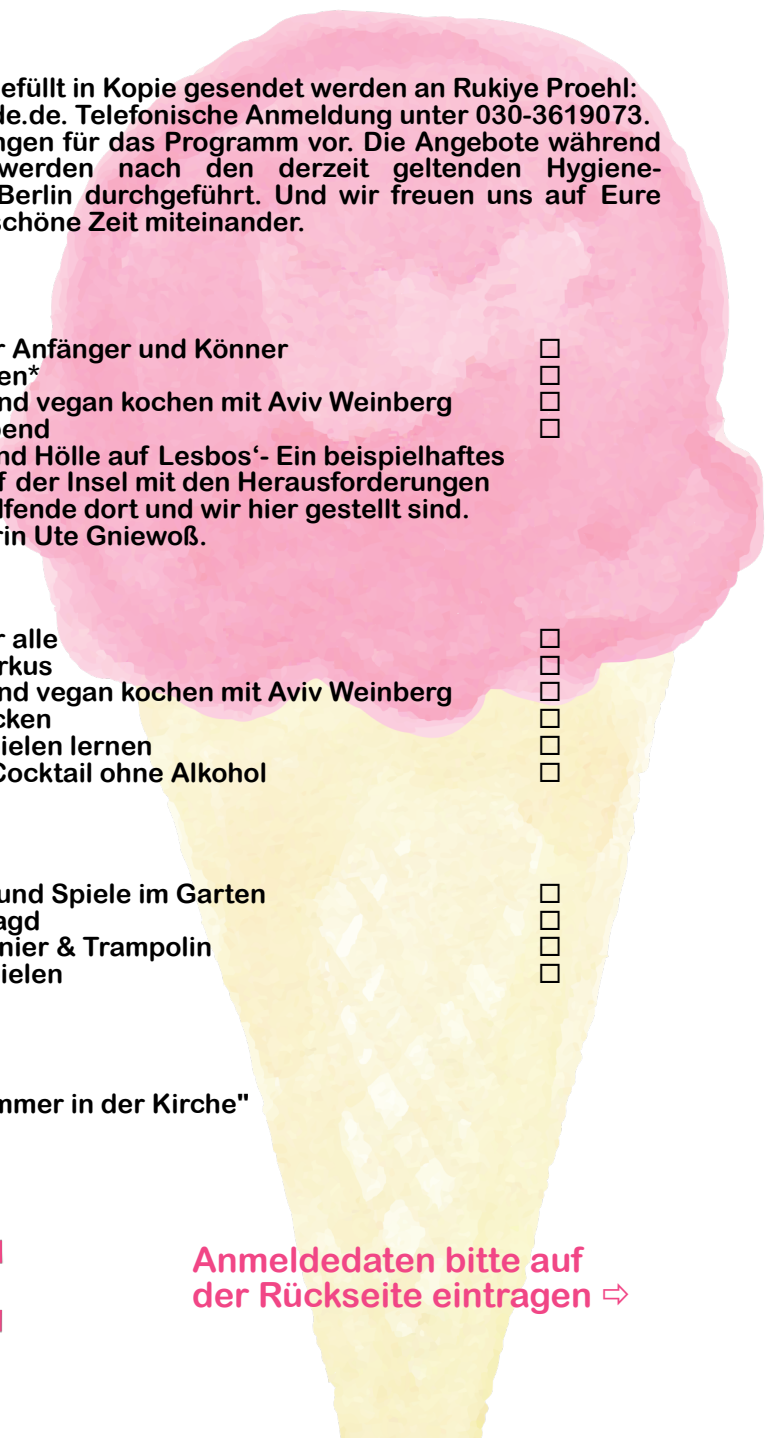 efüllt in Kopie gesendet werden an Rukiye Proehl:
de.de. Telefonische Anmeldung unter 030-3619073.
ngen für das Programm vor. Die Angebote während
werden nach den derzeit geltenden Hygiene-
Berlin durchgeführt. Und wir freuen uns auf Eure
schöne Zeit miteinander.
r Anfänger und Könner ☐
en* ☐
nd vegan kochen mit Aviv Weinberg ☐
bend ☐
nd Hölle auf Lesbos‘- Ein beispielhaftes
f der Insel mit den Herausforderungen
lfende dort und wir hier gestellt sind.
rin Ute Gniewoß.
r alle ☐
rkus ☐
nd vegan kochen mit Aviv Weinberg ☐
cken ☐
ielen lernen ☐
Cocktail ohne Alkohol ☐
und Spiele im Garten ☐
agd ☐
nier & Trampolin ☐
ielen ☐
mmer in der Kirche"
Anmeldedaten bitte auf
der Rückseite eintragen ⇨